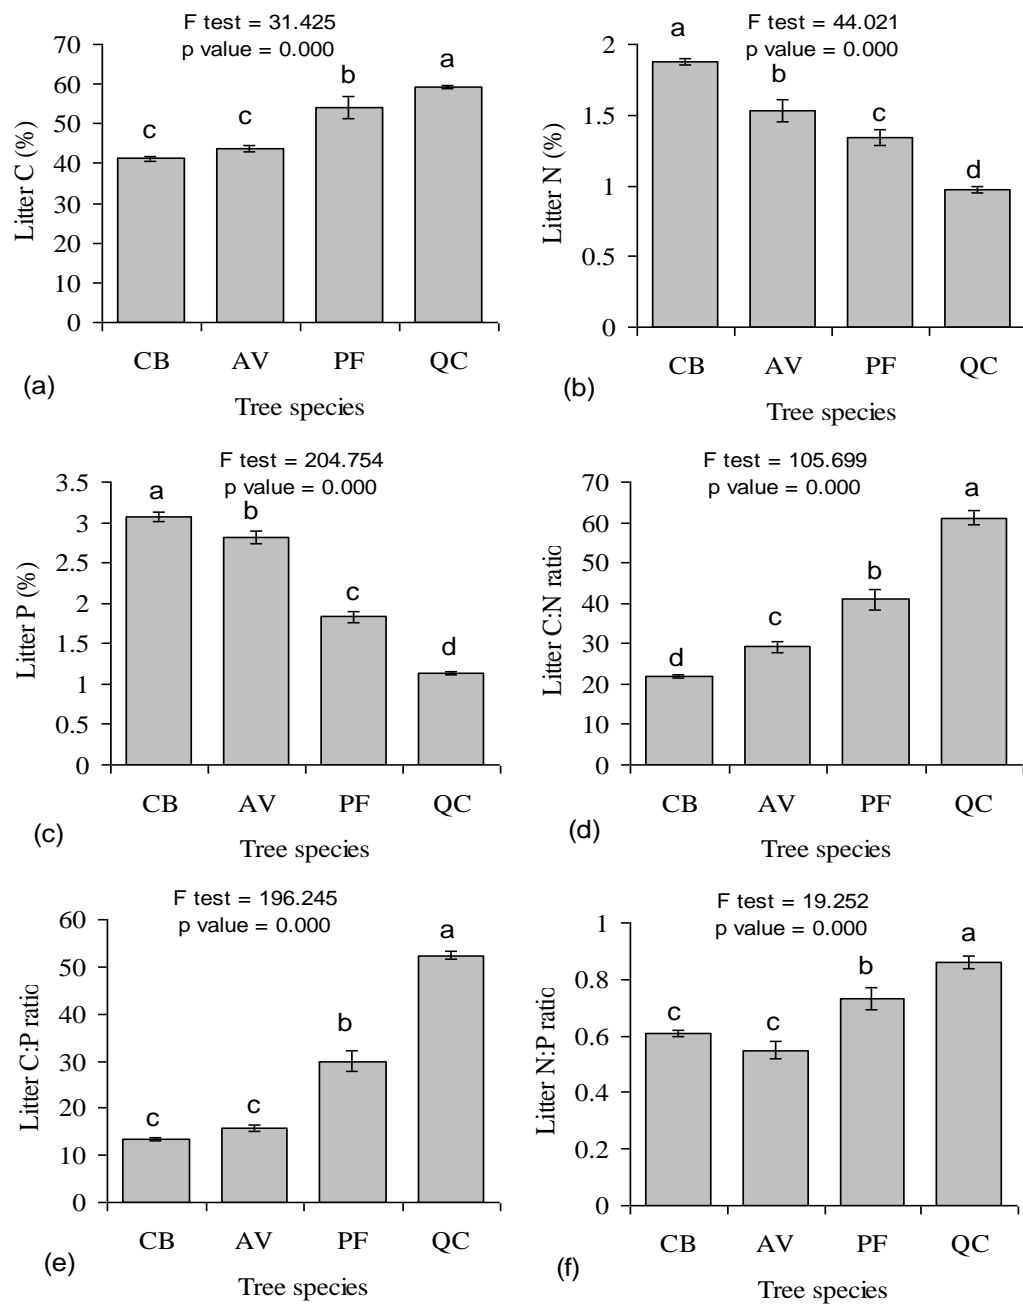 F test = 31.425
p value = 0.000
Litter C (%)
70
60
50
40
30
20
10
0
c
c
b
a
CB AV PF QC
(a)
Tree species
F test = 44.021
p value = 0.000
Litter N (%)
2
1.5
1
0.5
0
a
b
c
d
CB AV PF QC
(b)
Tree species
F test = 204.754
p value = 0.000
Litter P (%)
3.5
3
2.5
2
1.5
1
0.5
0
a
b
c
d
CB AV PF QC
(c)
Tree species
F test = 105.699
p value = 0.000
Litter C:N ratio
70
60
50
40
30
20
10
0
d
c
b
a
CB AV PF QC
(d)
Tree species
F test = 196.245
p value = 0.000
Litter C:P ratio
60
50
40
30
20
10
0
c
c
b
a
CB AV PF QC
(e)
Tree species
F test = 19.252
p value = 0.000
Litter N:P ratio
1
0.8
0.6
0.4
0.2
0
c
c
b
a
CB AV PF QC
(f)
Tree species